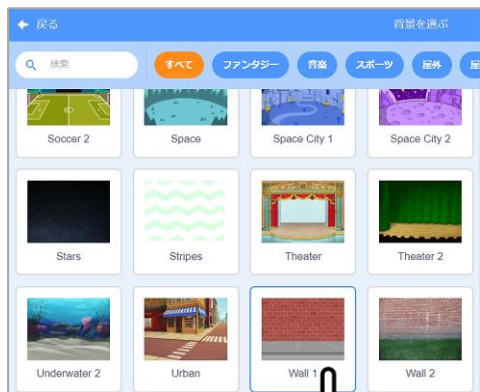 戻る
背景を選ぶ
検索
すべて ファンタジー 音楽 スポーツ 屋外
Soccer 2 Space Space City 1 Space City 2
Stars Stripes Theater Theater 2
Underwater 2 Urban Wall 1 Wall 2